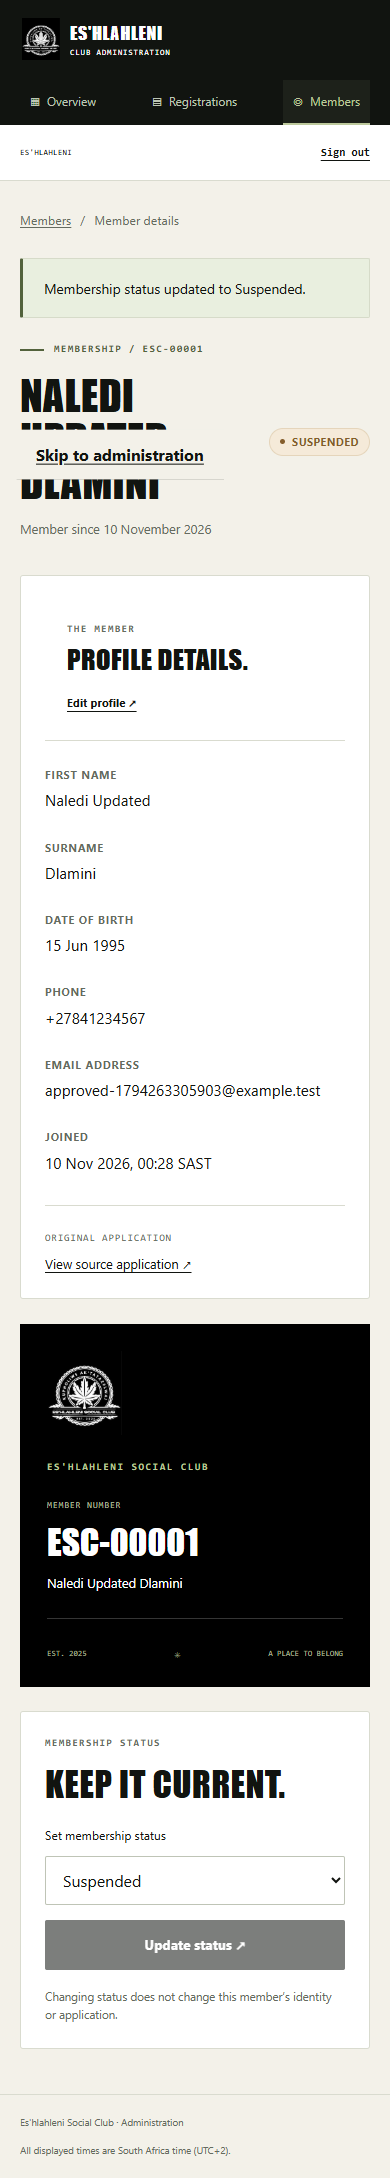 ES'HLAHLENI
CLUB ADMINISTRATION
Overview
Registrations
Members
ES'HLAHLENI
Sign out
Members / Member details
Membership status updated to Suspended.
MEMBERSHIP / ESC-00001
NALEDI
Skip to administration
SUSPENDED
DLAMINI
Member since 10 November 2026
THE MEMBER
PROFILE DETAILS.
Edit profile ↗
FIRST NAME
Naledi Updated
SURNAME
Dlamini
DATE OF BIRTH
15 Jun 1995
PHONE
+27841234567
EMAIL ADDRESS
approved-1794263305903@example.test
JOINED
10 Nov 2026, 00:28 SAST
ORIGINAL APPLICATION
View source application ↗
ES'HLAHLENI SOCIAL CLUB
ES'HLAHLENI SOCIAL CLUB
MEMBER NUMBER
ESC-00001
Naledi Updated Dlamini
EST. 2025
A PLACE TO BELONG
MEMBERSHIP STATUS
KEEP IT CURRENT.
Set membership status
Suspended
Update status ↗
Changing status does not change this member's identity
or application.
Es'hlahleni Social Club · Administration
All displayed times are South Africa time (UTC+2).